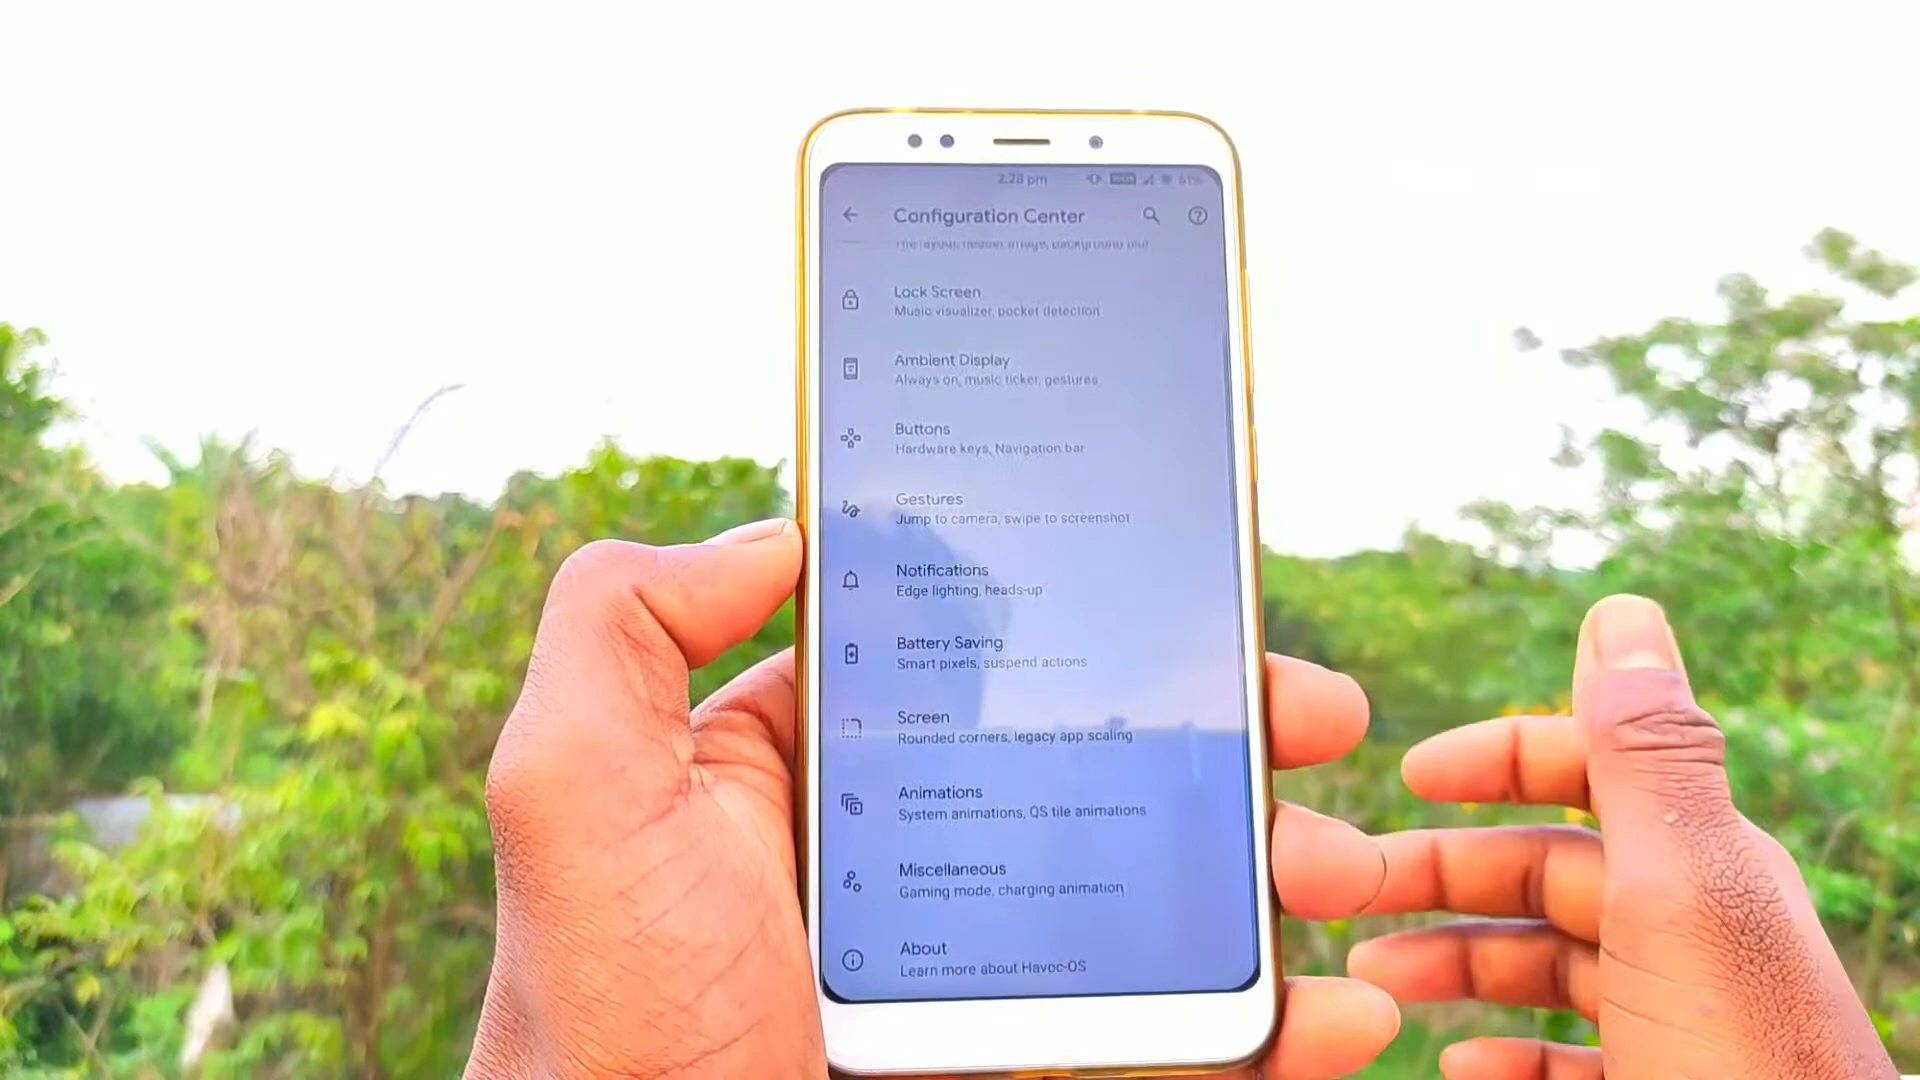 2:28 pm
Configuration Center
Lock Screen
Music visualizer, pocket detection
Ambient Display
Always on, music ticker, gestures
Buttons
Hardware keys, Navigation bar
Gestures
Jump to camera, swipe to screenshot
Notifications
Edge lighting, heads-up
Battery Saving
Smart pixels, suspend actions
Screen
Rounded corners, legacy app scaling
Animations
System animations, QS tile animations
Miscellaneous
Gaming mode, charging animation
About
Learn more about Havoc-OS